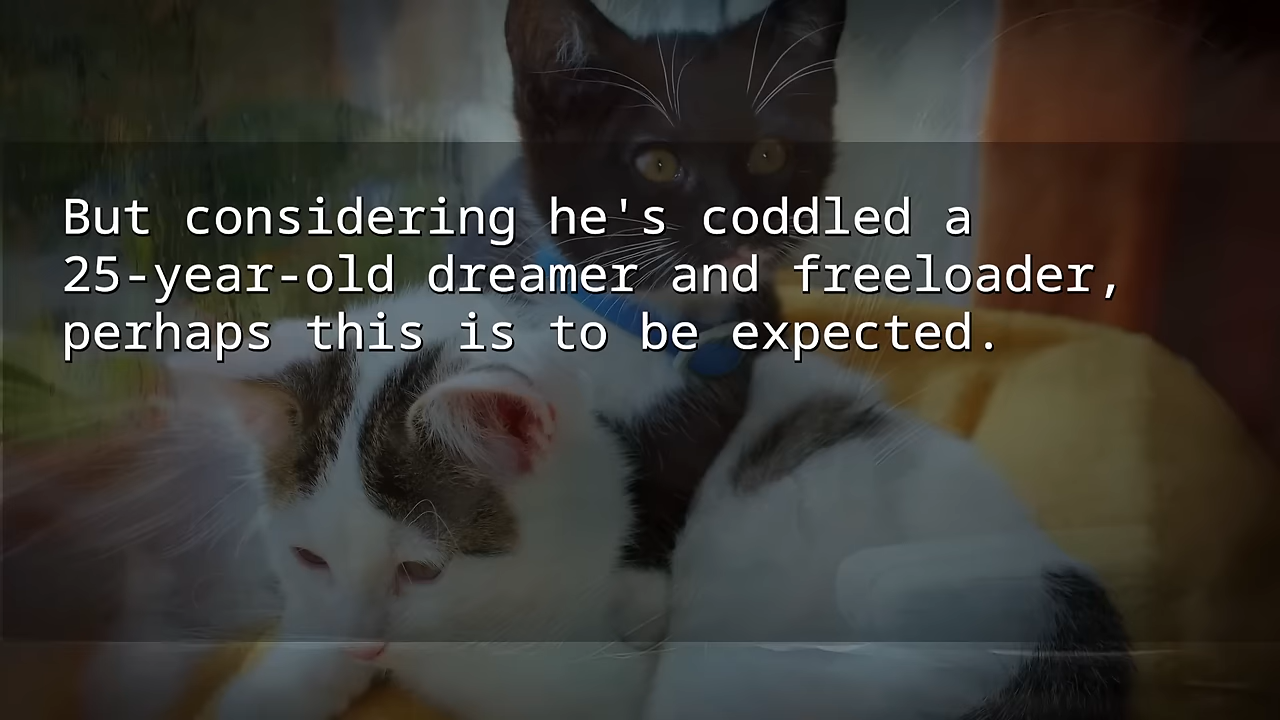 But considering he's coddled a
25-year-old dreamer and freeloader,
perhaps this is to be expected.